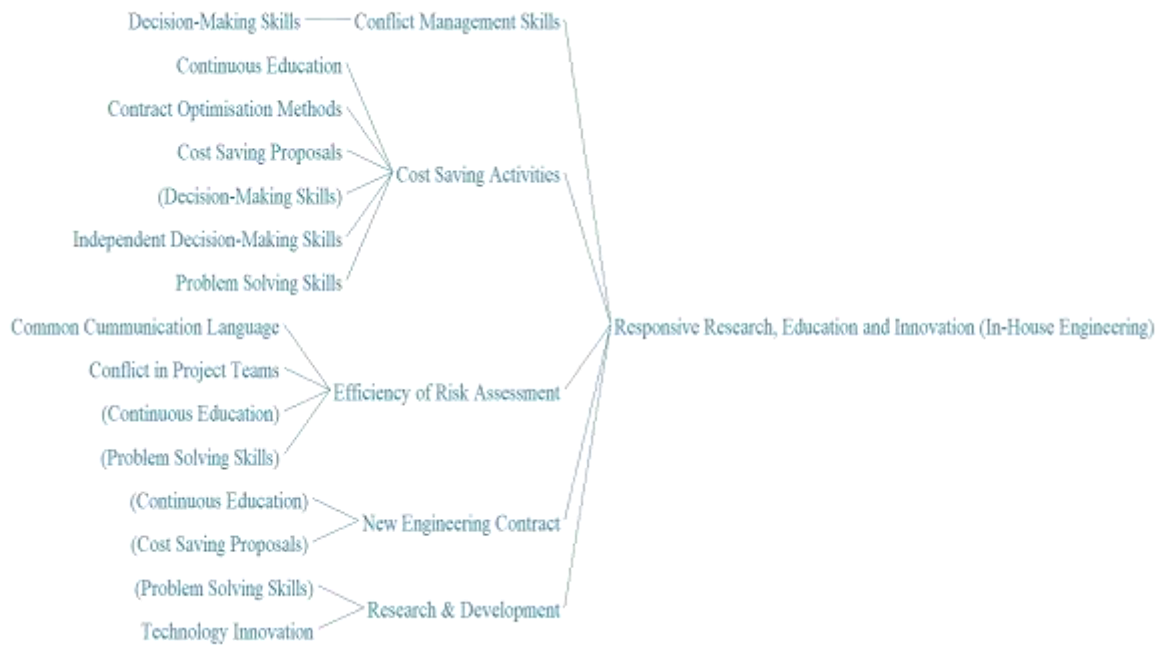 Decision-Making Skills
Conflict Management Skills
Continuous Education
Contract Optimisation Methods
Cost Saving Proposals
Cost Saving Activities
(Decision-Making Skills)
Independent Decision-Making Skills
Problem Solving Skills
Common Cummunication Language
Responsive Research, Education and Innovation (In-House Engineering)
Conflict in Project Teams
Efficiency of Risk Assessment
(Continuous Education)
(Problem Solving Skills)
(Continuous Education)
New Engineering Contract
(Cost Saving Proposals)
(Problem Solving Skills)
Research & Development
Technology Innovation